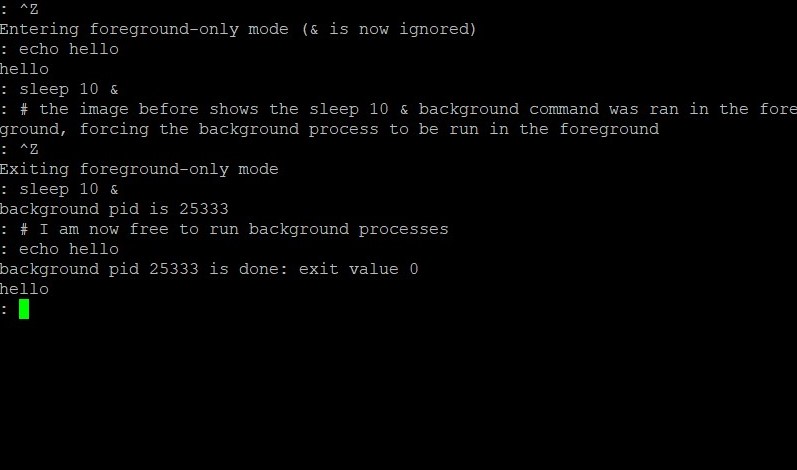 : ^Z
Entering foreground-only mode (& is now ignored)
: echo hello
hello
: sleep 10 &
: # the image before shows the sleep 10 & background command was ran in the fore
ground, forcing the background process to be run in the foreground
: ^Z
Exiting foreground-only mode
: sleep 10 &
background pid is 25333
: # I am now free to run background processes
: echo hello
background pid 25333 is done: exit value 0
hello
: